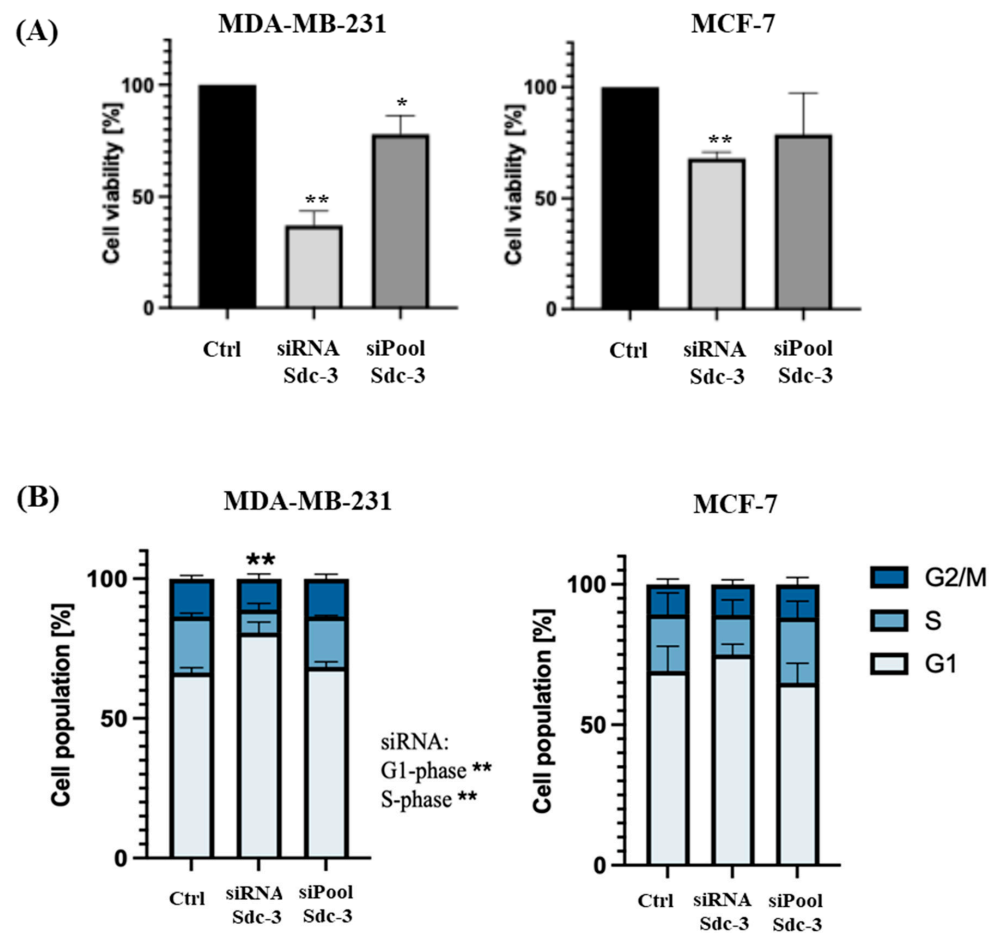 (A)
MDA-MB-231
MCF-7
Cell viability [%]
100
50
0
*
**
Ctrl
siRNA
Sdc-3
siPool
Sdc-3
Cell viability [%]
100
50
0
**
Ctrl
siRNA
Sdc-3
siPool
Sdc-3
(B)
MDA-MB-231
MCF-7
Cell population [%]
100
50
0
**
Ctrl
siRNA
Sdc-3
siPool
Sdc-3
siRNA:
G1-phase **
S-phase **
Cell population [%]
100
50
0
Ctrl
siRNA
Sdc-3
siPool
Sdc-3
G2/M
S
G1